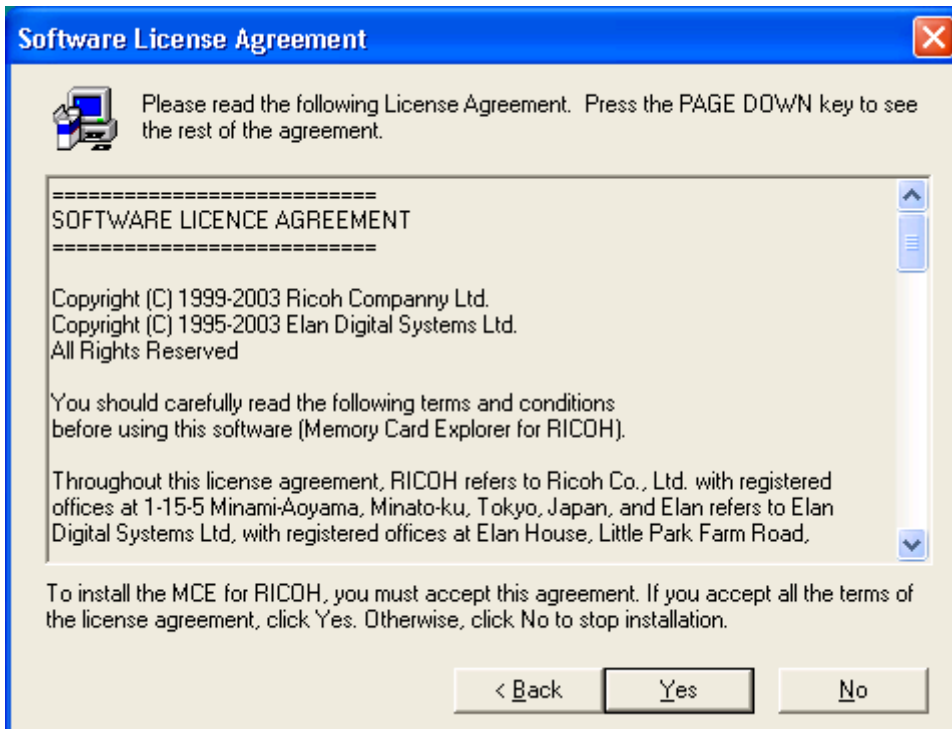 Software License Agreement
Please read the following License Agreement.  Press the PAGE DOWN key to see
the rest of the agreement.
===========================
SOFTWARE LICENCE AGREEMENT
===========================
Copyright (C) 1999-2003 Ricoh Companny Ltd.
Copyright (C) 1995-2003 Elan Digital Systems Ltd.
All Rights Reserved
You should carefully read the following terms and conditions
before using this software (Memory Card Explorer for RICOH).
Throughout this license agreement, RICOH refers to Ricoh Co., Ltd. with registered
offices at 1-15-5 Minami-Aoyama, Minato-ku, Tokyo, Japan, and Elan refers to Elan
Digital Systems Ltd, with registered offices at Elan House, Little Park Farm Road,
To install the MCE for RICOH, you must accept this agreement. If you accept all the terms of
the license agreement, click Yes. Otherwise, click No to stop installation.
< Back
Yes
No